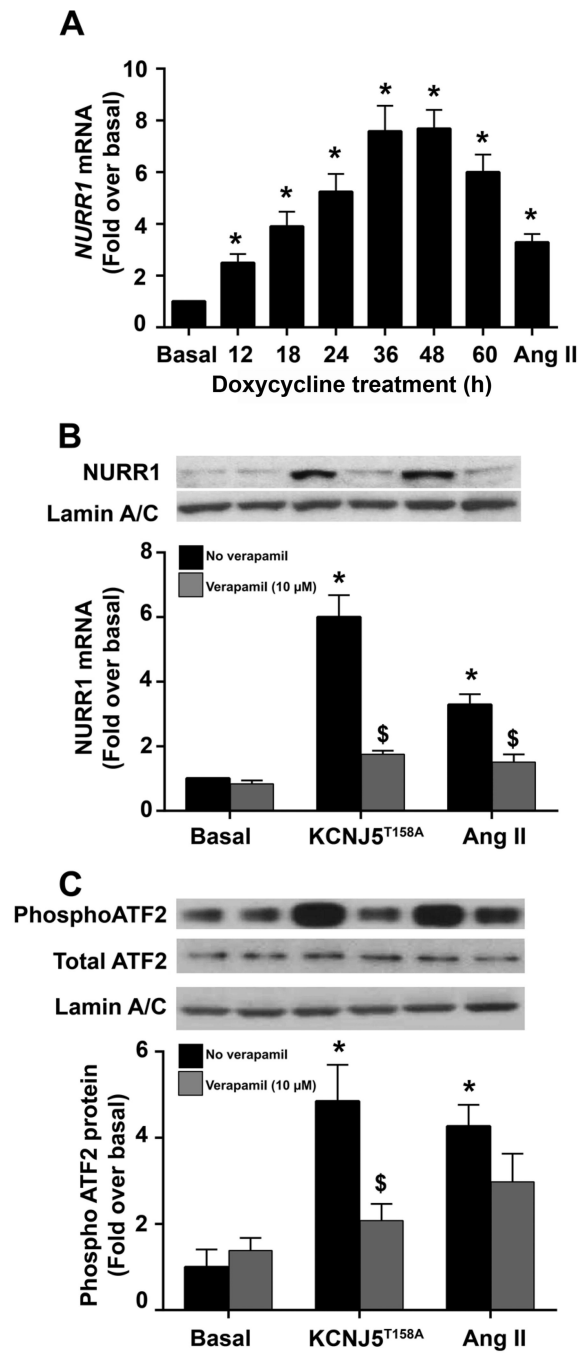 A
NURR1 mRNA
(Fold over basal)
10
8
6
4
2
0
* * * * * * *
Basal 12 18 24 36 48 60 Ang II
Doxycycline treatment (h)
B
NURR1
Lamin A/C
No verapamil
Verapamil (10 µM)
NURR1 mRNA
(Fold over basal)
8
6
4
2
0
* $ * $
Basal KCNJ5T158A Ang II
C
PhosphoATF2
Total ATF2
Lamin A/C
No verapamil
Verapamil (10 µM)
Phospho ATF2 protein
(Fold over basal)
6
4
2
0
* $ *
Basal KCNJ5T158A Ang II